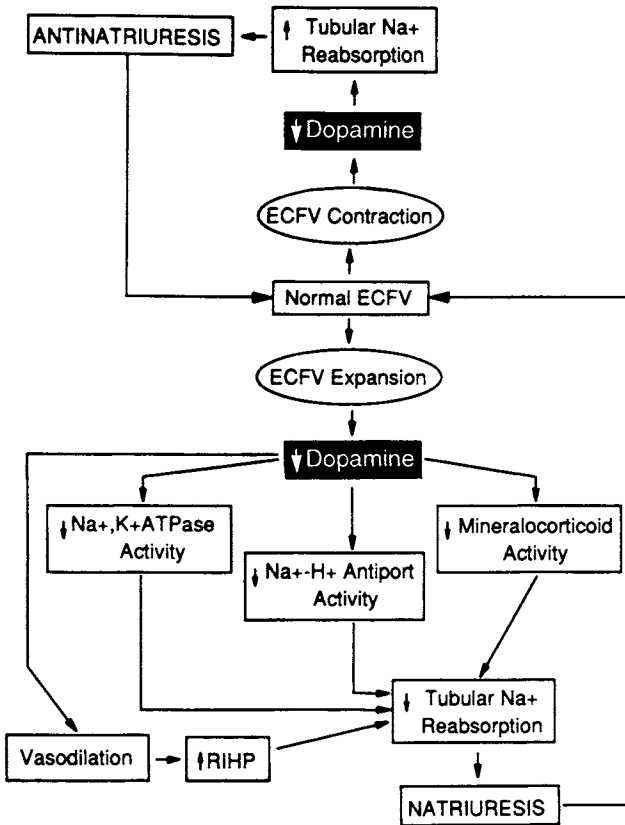 ANTINATRIURESIS
↑ Tubular Na+
Reabsorption
↓ Dopamine
ECFV Contraction
Normal ECFV
ECFV Expansion
↓ Dopamine
↓ Na+,K+ATPase
Activity
↓ Na+-H+ Antiport
Activity
↓ Mineralocorticoid
Activity
↓ Tubular Na+
Reabsorption
Vasodilation
↑ RIHP
NATRIURESIS